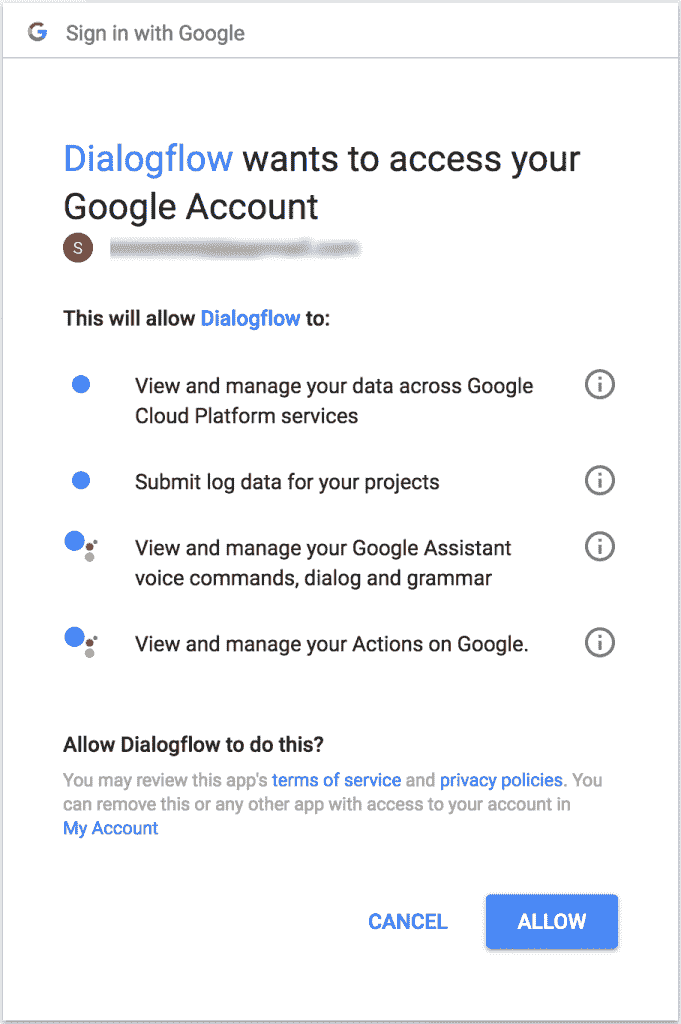 Sign in with Google
Dialogflow wants to access your
Google Account
S
This will allow Dialogflow to:
View and manage your data across Google
Cloud Platform services
Submit log data for your projects
View and manage your Google Assistant
voice commands, dialog and grammar
View and manage your Actions on Google.
Allow Dialogflow to do this?
You may review this app's terms of service and privacy policies. You
can remove this or any other app with access to your account in
My Account
CANCEL ALLOW